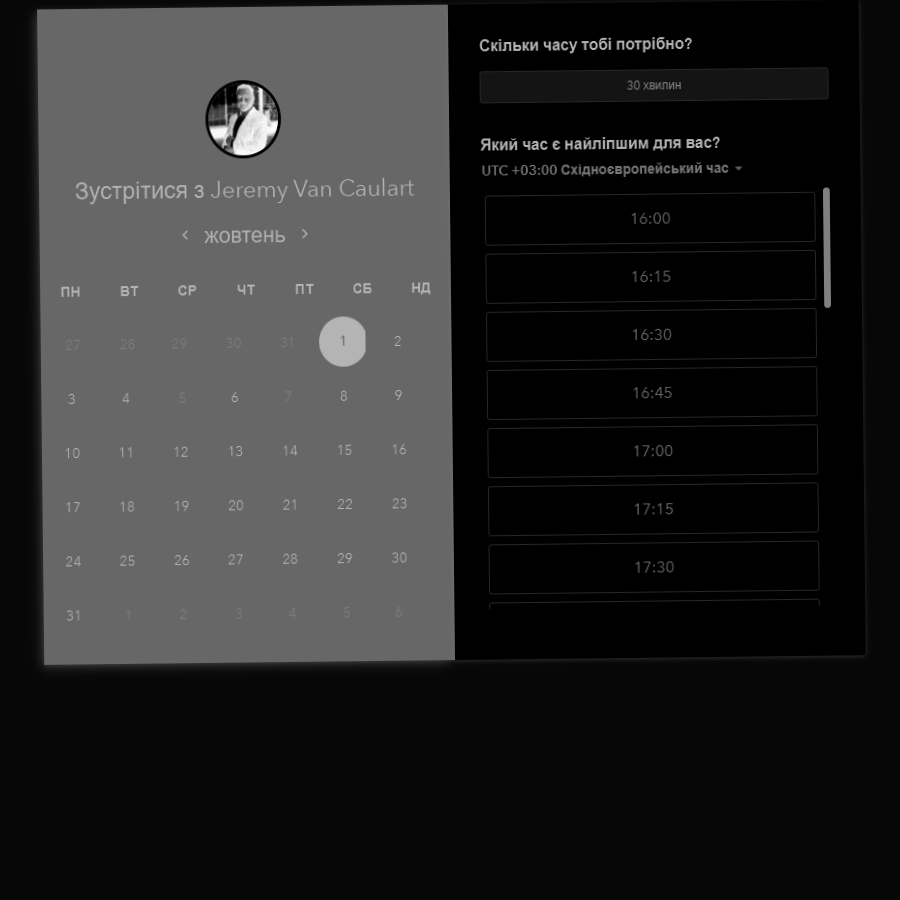 Зустрітися з Jeremy Van Caulart
жовтень
ПН ВТ СР ЧТ ПТ СБ НД
27 28 29 30 31 1 2
3 4 5 6 7 8 9
10 11 12 13 14 15 16
17 18 19 20 21 22 23
24 25 26 27 28 29 30
31 1 2 3 4 5 6
Скільки часу тобі потрібно?
30 хвилин
Який час є найліпшим для вас?
UTC +03:00 Східноєвропейський час
16:00
16:15
16:30
16:45
17:00
17:15
17:30